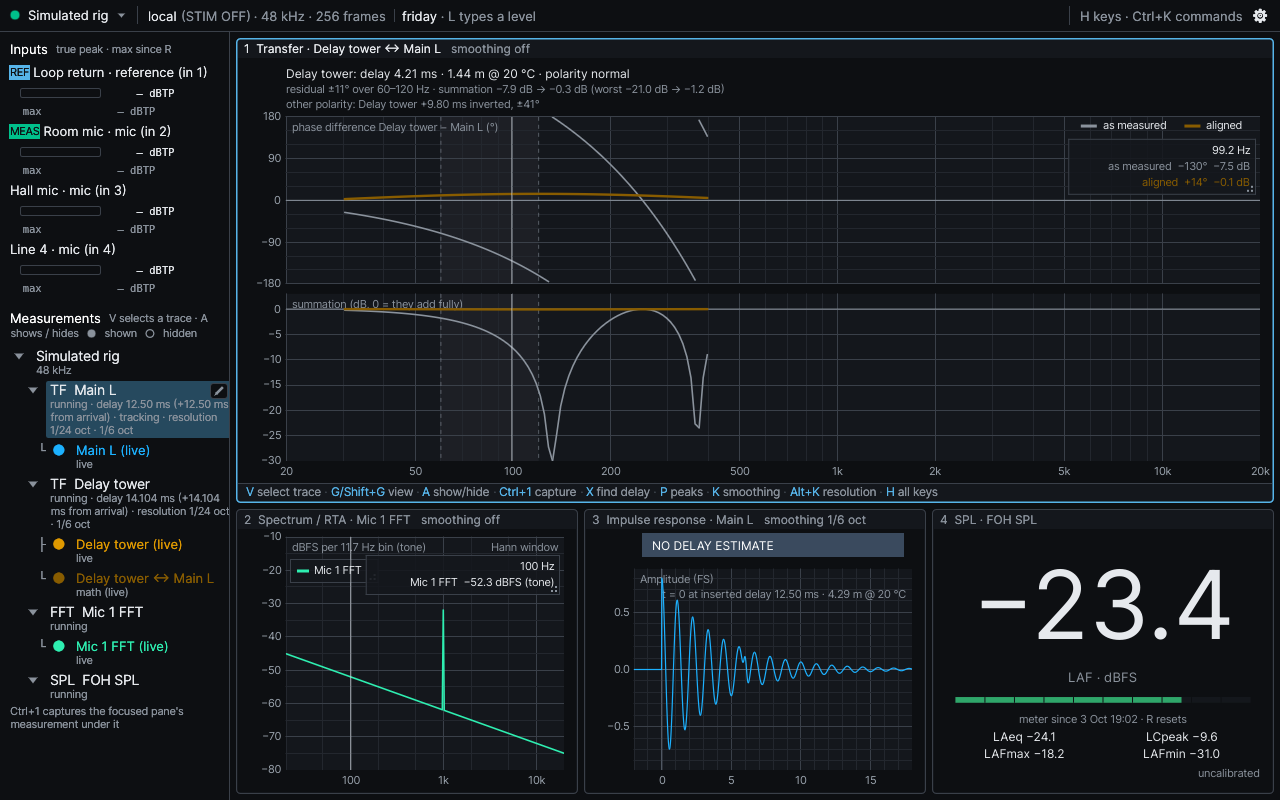 Simulated rig
local (STIM OFF) · 48 kHz · 256 frames
friday · L types a level
H keys · Ctrl+K commands
Inputs true peak · max since R
REF Loop return · reference (in 1)
– dBTP
max – dBTP
MEAS Room mic · mic (in 2)
– dBTP
max – dBTP
Hall mic · mic (in 3)
– dBTP
max – dBTP
Line 4 · mic (in 4)
– dBTP
max – dBTP
Measurements V selects a trace · A
shows / hides shown hidden
Simulated rig
48 kHz
TF Main L
running · delay 12.50 ms (+12.50 ms
from arrival) · tracking · resolution
1/24 oct · 1/6 oct
Main L (live)
live
TF Delay tower
running · delay 14.104 ms (+14.104
ms from arrival) · resolution 1/24 oct
· 1/6 oct
Delay tower (live)
live
Delay tower ↔ Main L
math (live)
FFT Mic 1 FFT
running
Mic 1 FFT (live)
live
SPL FOH SPL
running
Ctrl+1 captures the focused pane's
measurement under it
1 Transfer · Delay tower ↔ Main L smoothing off
Delay tower: delay 4.21 ms · 1.44 m @ 20 °C · polarity normal
residual ±11° over 60–120 Hz · summation −7.9 dB → −0.3 dB (worst −21.0 dB → −1.2 dB)
other polarity: Delay tower +9.80 ms inverted, ±41°
phase difference Delay tower – Main L (°)
as measured aligned
99.2 Hz
as measured −130° −7.5 dB
aligned +14° −0.1 dB
180
90
0
−90
−180
summation (dB, 0 = they add fully)
0
−5
−10
−15
−20
−25
−30
20 50 100 200 500 1k 2k 5k 10k 20k
V select trace · G/Shift+G view · A show/hide · Ctrl+1 capture · X find delay · P peaks · K smoothing · Alt+K resolution · H all keys
2 Spectrum / RTA · Mic 1 FFT smoothing off
dBFS per 11.7 Hz bin (tone) Hann window
Mic 1 FFT
100 Hz
Mic 1 FFT −52.3 dBFS (tone)
−10
−20
−30
−40
−50
−60
−70
−80
100 1k 10k
3 Impulse response · Main L smoothing 1/6 oct
NO DELAY ESTIMATE
Amplitude (FS)
t = 0 at inserted delay 12.50 ms · 4.29 m @ 20 °C
0.5
0.0
−0.5
0 5 10 15
4 SPL · FOH SPL
−23.4
LAF · dBFS
meter since 3 Oct 19:02 · R resets
LAeq −24.1 LCpeak −9.6
LAFmax −18.2 LAFmin −31.0
uncalibrated